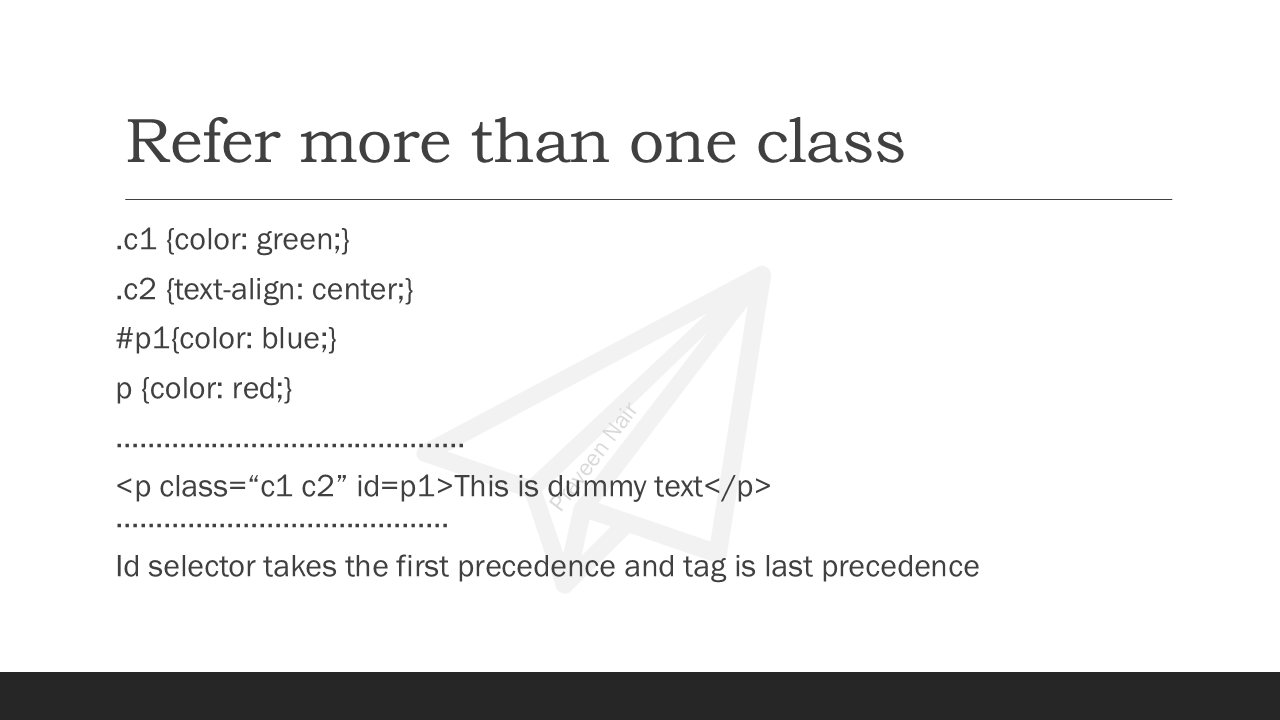 Refer more than one class
.c1 {color: green;}
.c2 {text-align: center;}
#p1{color: blue;}
p {color: red;}
............................................
<p class=“c1 c2” id=p1>This is dummy text</p>
..........................................
Id selector takes the first precedence and tag is last precedence
Praveen Nair